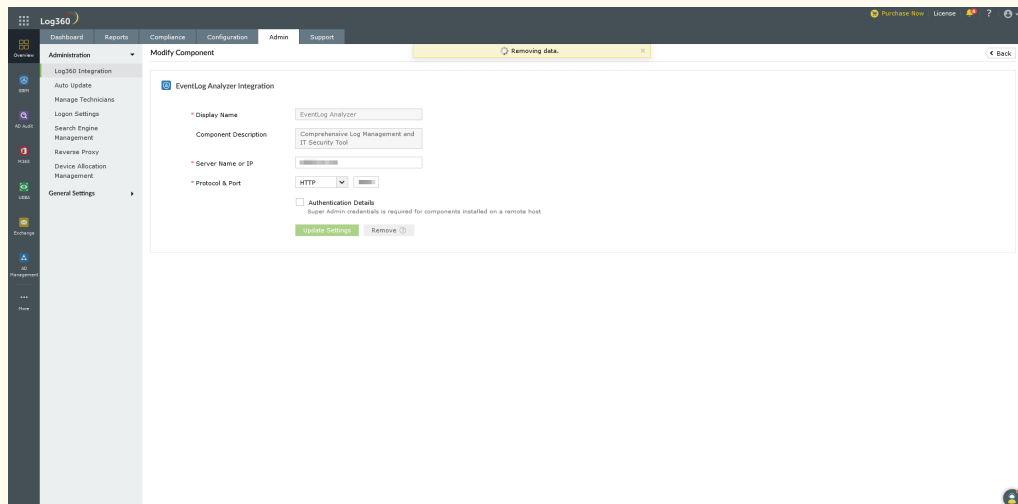 Log360
Purchase Now
License
?
Dashboard
Reports
Compliance
Configuration
Admin
Support
Removing data.
Overview
SIEM
AD Audit
M365
UEBA
Exchange
AD
Management
More
Administration
Log360 Integration
Auto Update
Manage Technicians
Logon Settings
Search Engine
Management
Reverse Proxy
Device Allocation
Management
General Settings
Modify Component
Back
EventLog Analyzer Integration
* Display Name
EventLog Analyzer
Component Description
Comprehensive Log Management and
IT Security Tool
* Server Name or IP
* Protocol & Port
HTTP
Authentication Details
Super Admin credentials is required for components installed on a remote host
Update Settings
Remove ?